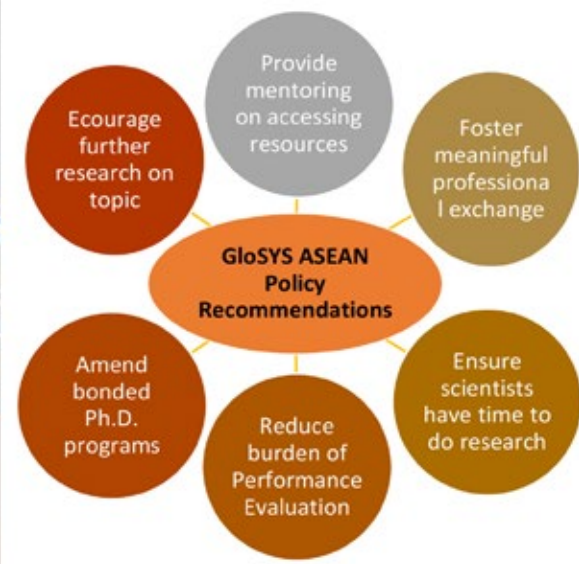 Provide
mentoring
on accessing
resources
Foster
meaningful
professiona
l exchange
Ensure
scientists
have time to
do research
Reduce
burden of
Performance
Evaluation
Amend
bonded
Ph.D.
programs
Ecourage
further
research on
topic
GloSYS ASEAN
Policy
Recommendations